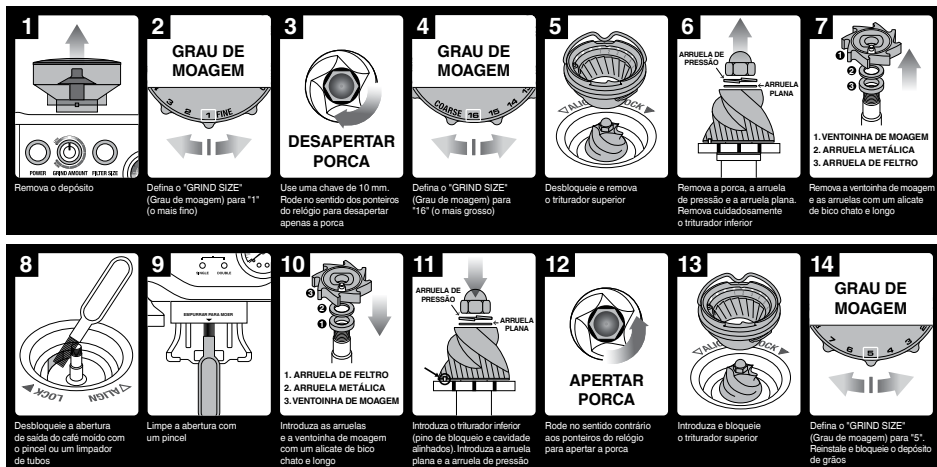 1
POWER GRIND AMOUNT FILTER SIZE
Remova o depósito
2
GRAU DE
MOAGEM
3 2 1 FINE
Defina o "GRIND SIZE"
(Grau de moagem) para "1"
(o mais fino)
3
DESAPERTAR
PORCA
Use uma chave de 10 mm.
Rode no sentido dos ponteiros
do relógio para desapertar
apenas a porca
4
GRAU DE
MOAGEM
COARSE 16 15 14
Defina o "GRIND SIZE"
(Grau de moagem) para
"16" (o mais grosso)
5
Desbloqueie e remova
o triturador superior
6
ARRUELA DE
PRESSÃO
ARRUELA
PLANA
Remova a porca, a arruela
de pressão e a arruela plana.
Remova cuidadosamente
o triturador inferior
7
1
2
3
1. VENTOINHA DE MOAGEM
2. ARRUELA METÁLICA
3. ARRUELA DE FELTRO
Remova a ventoinha de moagem
e as arruelas com um alicate
de bico chato e longo
8
LOCK ALIGN
Desbloqueie a abertura
de saída do café moído com
o pincel ou um limpador
de tubos
9
SINGLE DOUBLE
EMPURRAR PARA MOER
Limpe a abertura com
um pincel
10
3
2
1
1. ARRUELA DE FELTRO
2. ARRUELA METÁLICA
3. VENTOINHA DE MOAGEM
Introduza as arruelas
e a ventoinha de moagem
com um alicate de bico
chato e longo
11
ARRUELA DE
PRESSÃO
ARRUELA
PLANA
Introduza o triturador inferior
(pino de bloqueio e cavidade
alinhados). Introduza a arruela
plana e a arruela de pressão
12
APERTAR
PORCA
Rode no sentido contrário
aos ponteiros do relógio
para apertar a porca
13
Introduza e bloqueie
o triturador superior
14
GRAU DE
MOAGEM
7 6 5 4 3
Defina o "GRIND SIZE"
(Grau de moagem) para "5".
Reinstale e bloqueie o depósito
de grãos